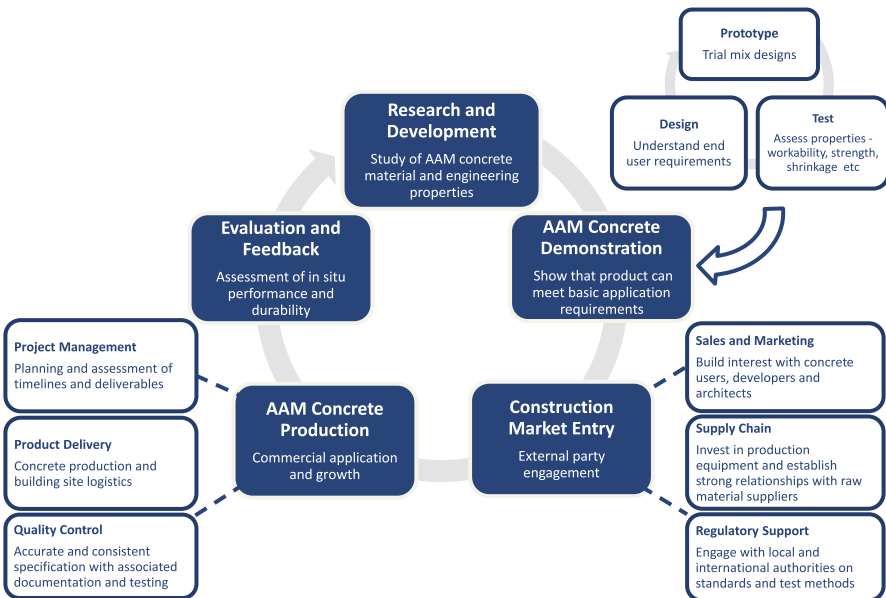 Prototype
Trial mix designs
Design
Understand end
user requirements
Test
Assess properties -
workability, strength,
shrinkage etc
Research and
Development
Study of AAM concrete
material and engineering
properties
AAM Concrete
Demonstration
Show that product can
meet basic application
requirements
Evaluation and
Feedback
Assessment of in situ
performance and
durability
Construction
Market Entry
External party
engagement
Sales and Marketing
Build interest with concrete
users, developers and
architects
Supply Chain
Invest in production
equipment and establish
strong relationships with raw
material suppliers
Regulatory Support
Engage with local and
international authorities on
standards and test methods
AAM Concrete
Production
Commercial application
and growth
Project Management
Planning and assessment of
timelines and deliverables
Product Delivery
Concrete production and
building site logistics
Quality Control
Accurate and consistent
specification with associated
documentation and testing